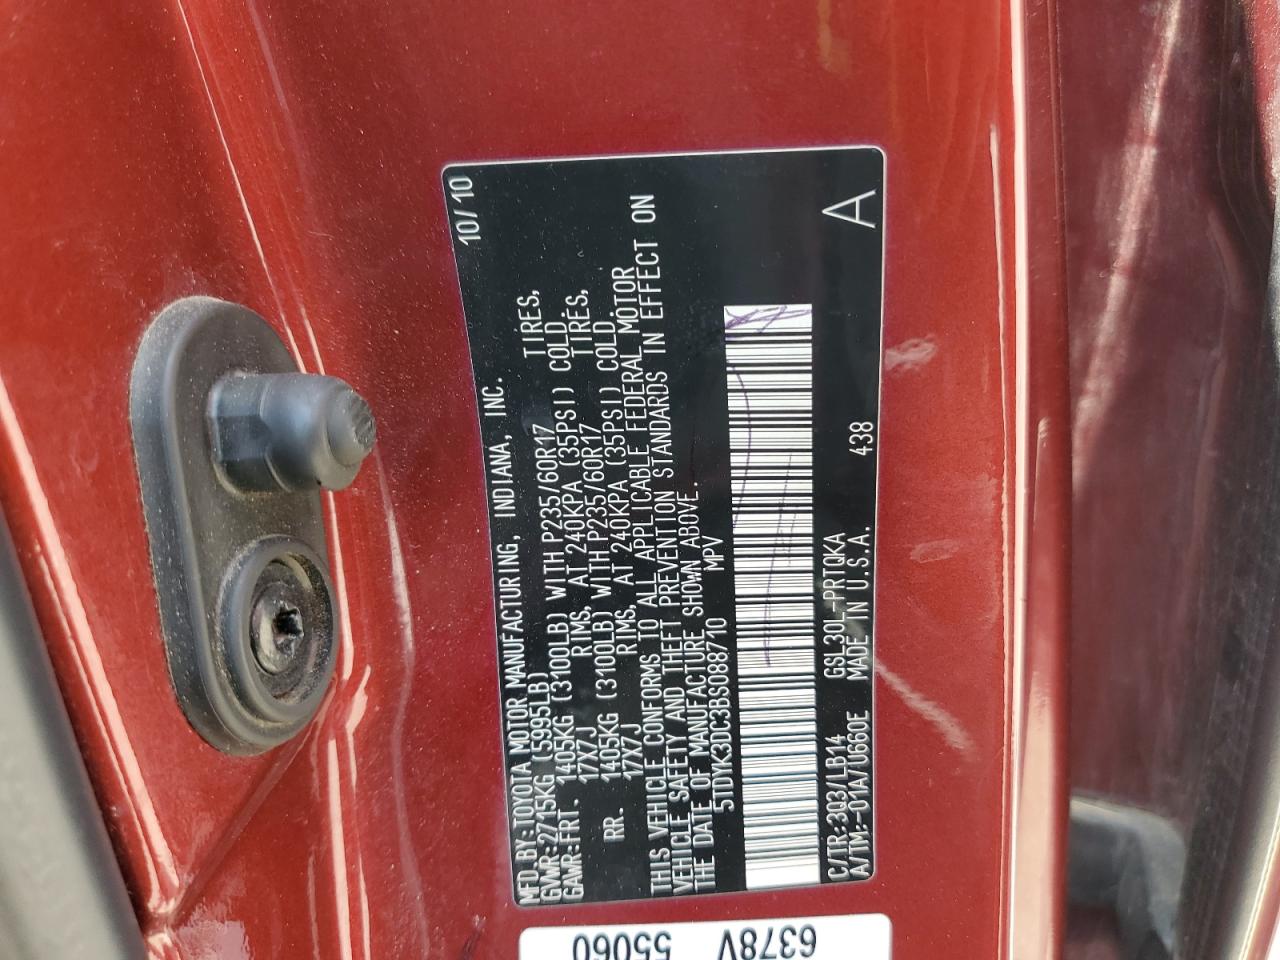 10/10
MFD.BY:TOYOTA MOTOR MANUFACTURING, INDIANA, INC.
GVWR:2715KG (5995LB)
GAWR:FRT. 1405KG (3100LB) WITH P235/60R17 TIRES,
17X7J RIMS, AT 240KPA (35PSI) COLD.
RR. 1405KG (3100LB) WITH P235/60R17 TIRES,
17X7J RIMS, AT 240KPA (35PSI) COLD.
THIS VEHICLE CONFORMS TO ALL APPLICABLE FEDERAL MOTOR
VEHICLE SAFETY AND THEFT PREVENTION STANDARDS IN EFFECT ON
THE DATE OF MANUFACTURE SHOWN ABOVE.
5TDYK3DC3BS088710 MPV
C/TR:3Q3/LB14 GSL30L-PRTQKA 438
A/TM:-01A/U660E MADE IN U.S.A.
A
55060
6378V